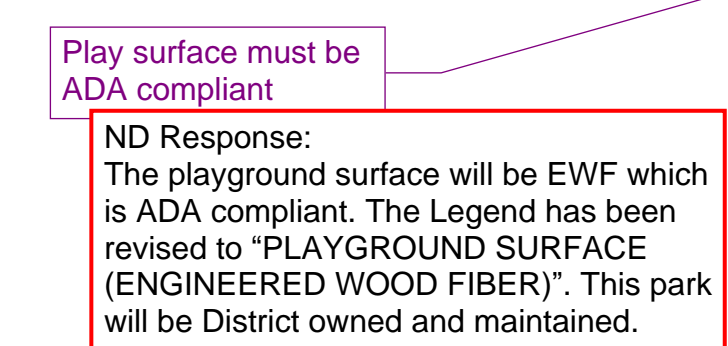 Play surface must be
ADA compliant
ND Response:
The playground surface will be EWF which
is ADA compliant. The Legend has been
revised to “PLAYGROUND SURFACE
(ENGINEERED WOOD FIBER)”. This park
will be District owned and maintained.